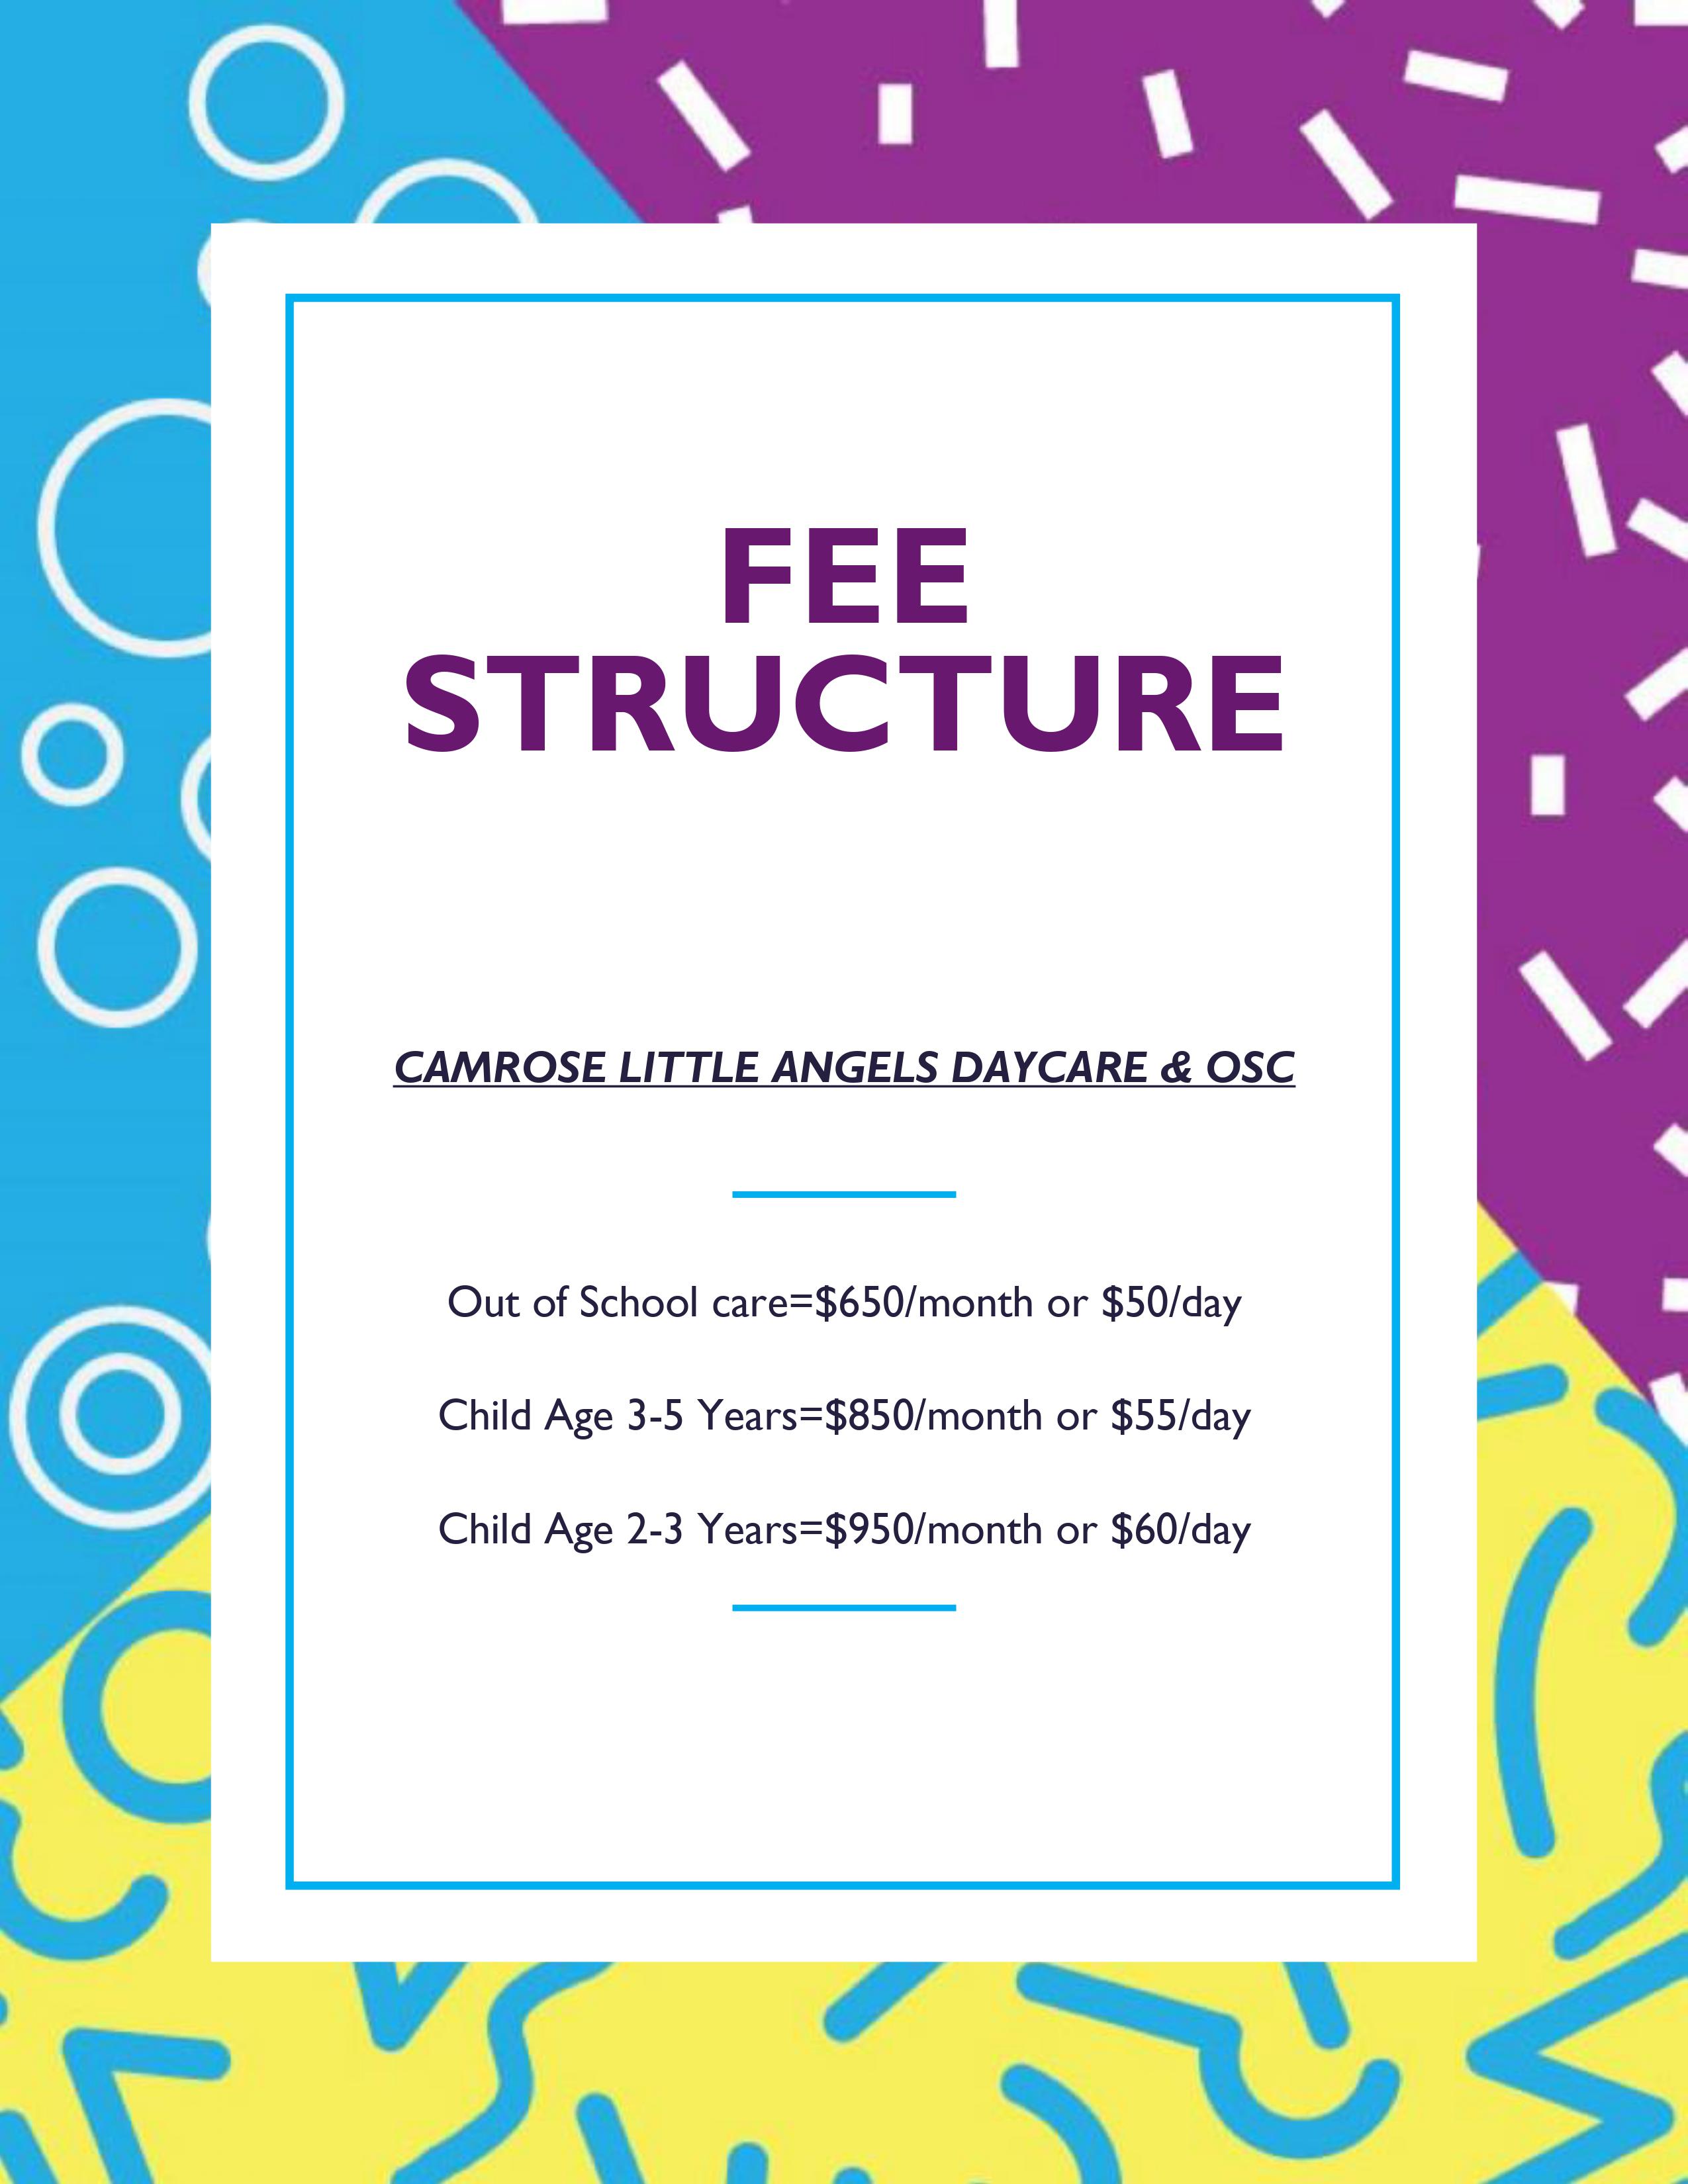 FEE
STRUCTURE
CAMROSE LITTLE ANGELS DAYCARE & OSC
Out of School care=$650/month or $50/day
Child Age 3-5 Years=$850/month or $55/day
Child Age 2-3 Years=$950/month or $60/day